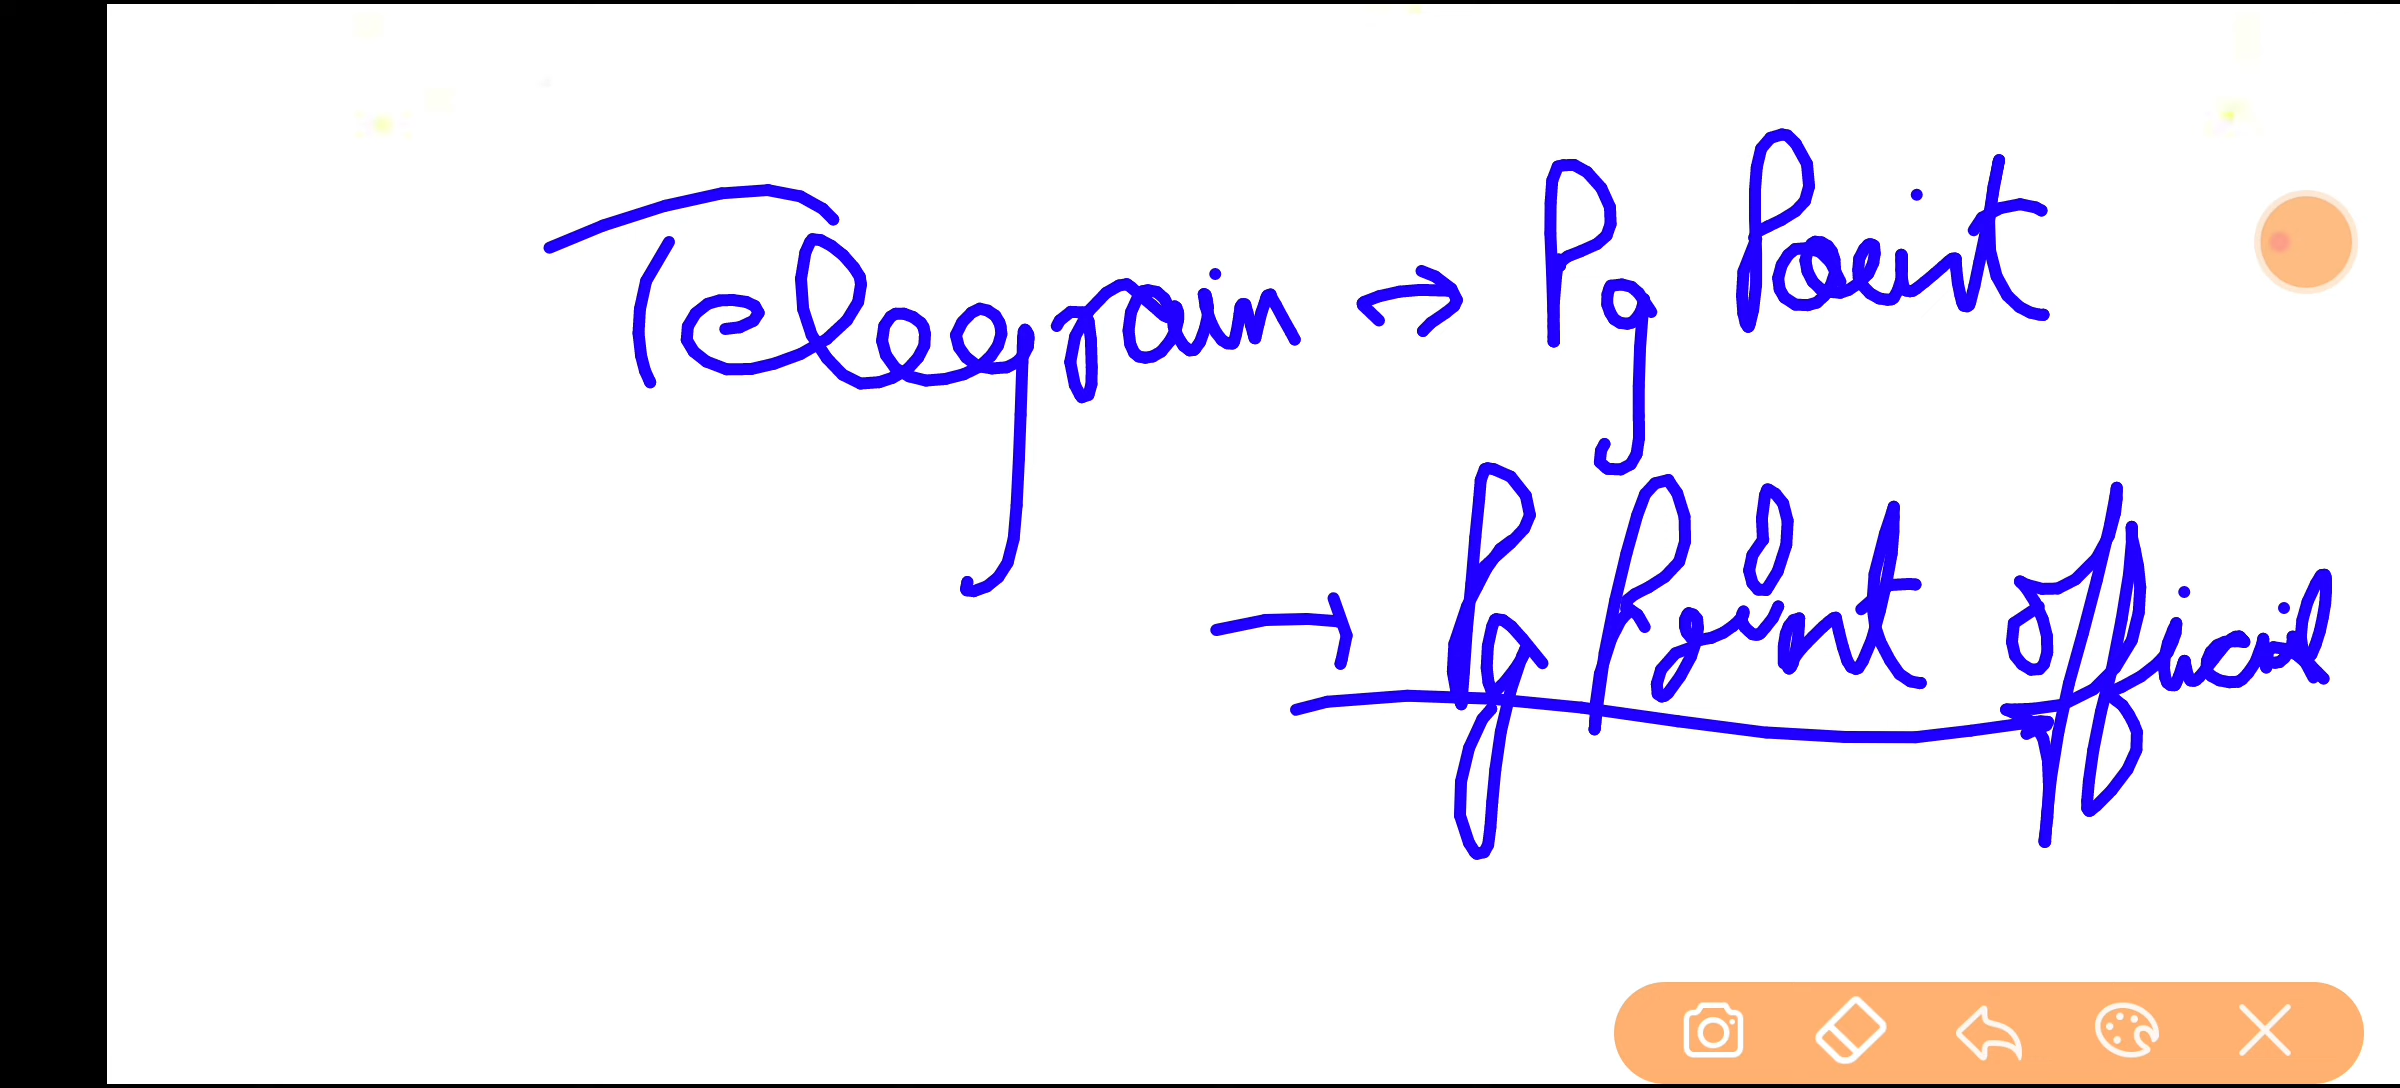 Telegram → Pg Point
→ Pg Point Official